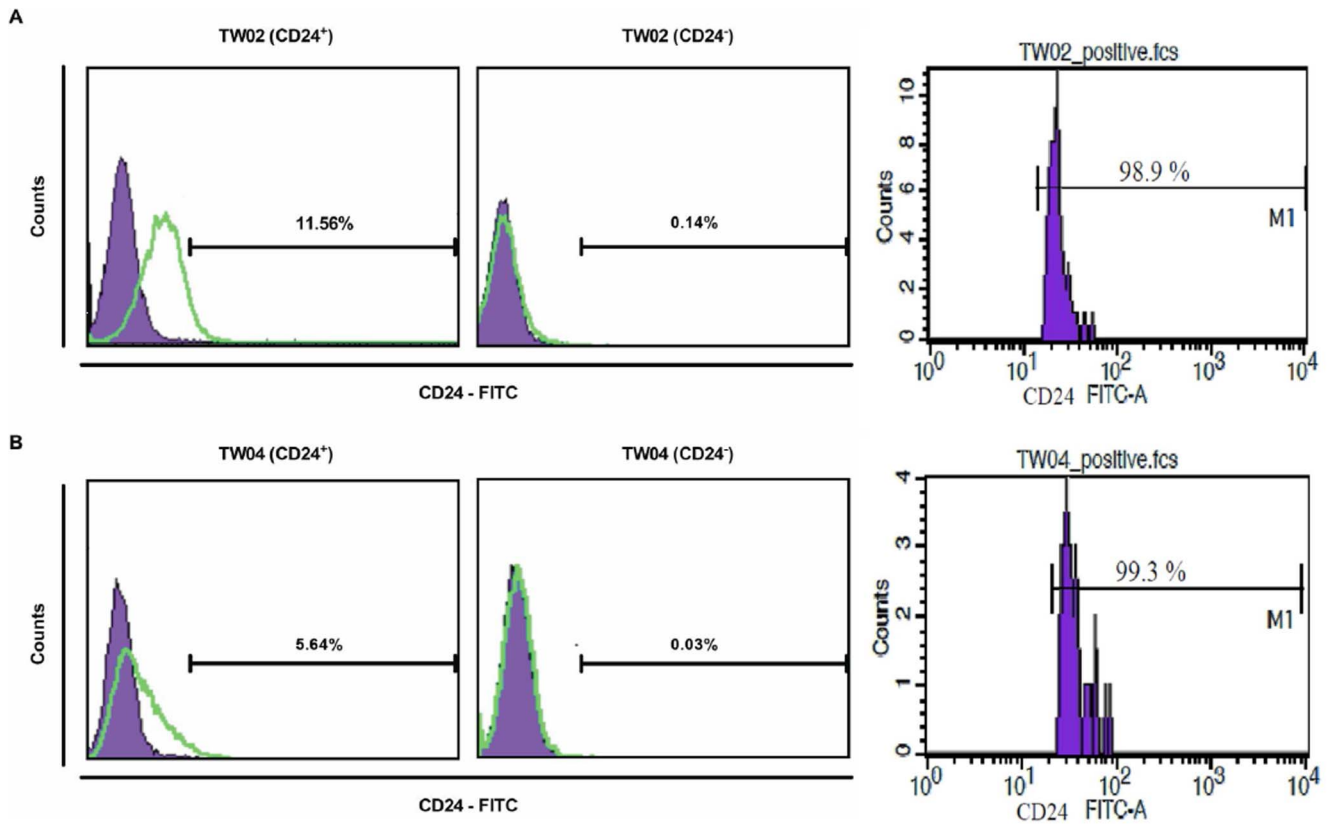 A
TW02 (CD24+)
TW02 (CD24-)
TW02_positive.fcs
Counts
11.56%
0.14%
CD24 - FITC
Counts
10
8
6
4
2
0
98.9 %
M1
10^0 10^1 10^2 10^3 10^4
CD24 FITC-A
B
TW04 (CD24+)
TW04 (CD24-)
TW04_positive.fcs
Counts
5.64%
0.03%
CD24 - FITC
Counts
4
3
2
1
0
99.3 %
M1
10^0 10^1 10^2 10^3 10^4
CD24 FITC-A